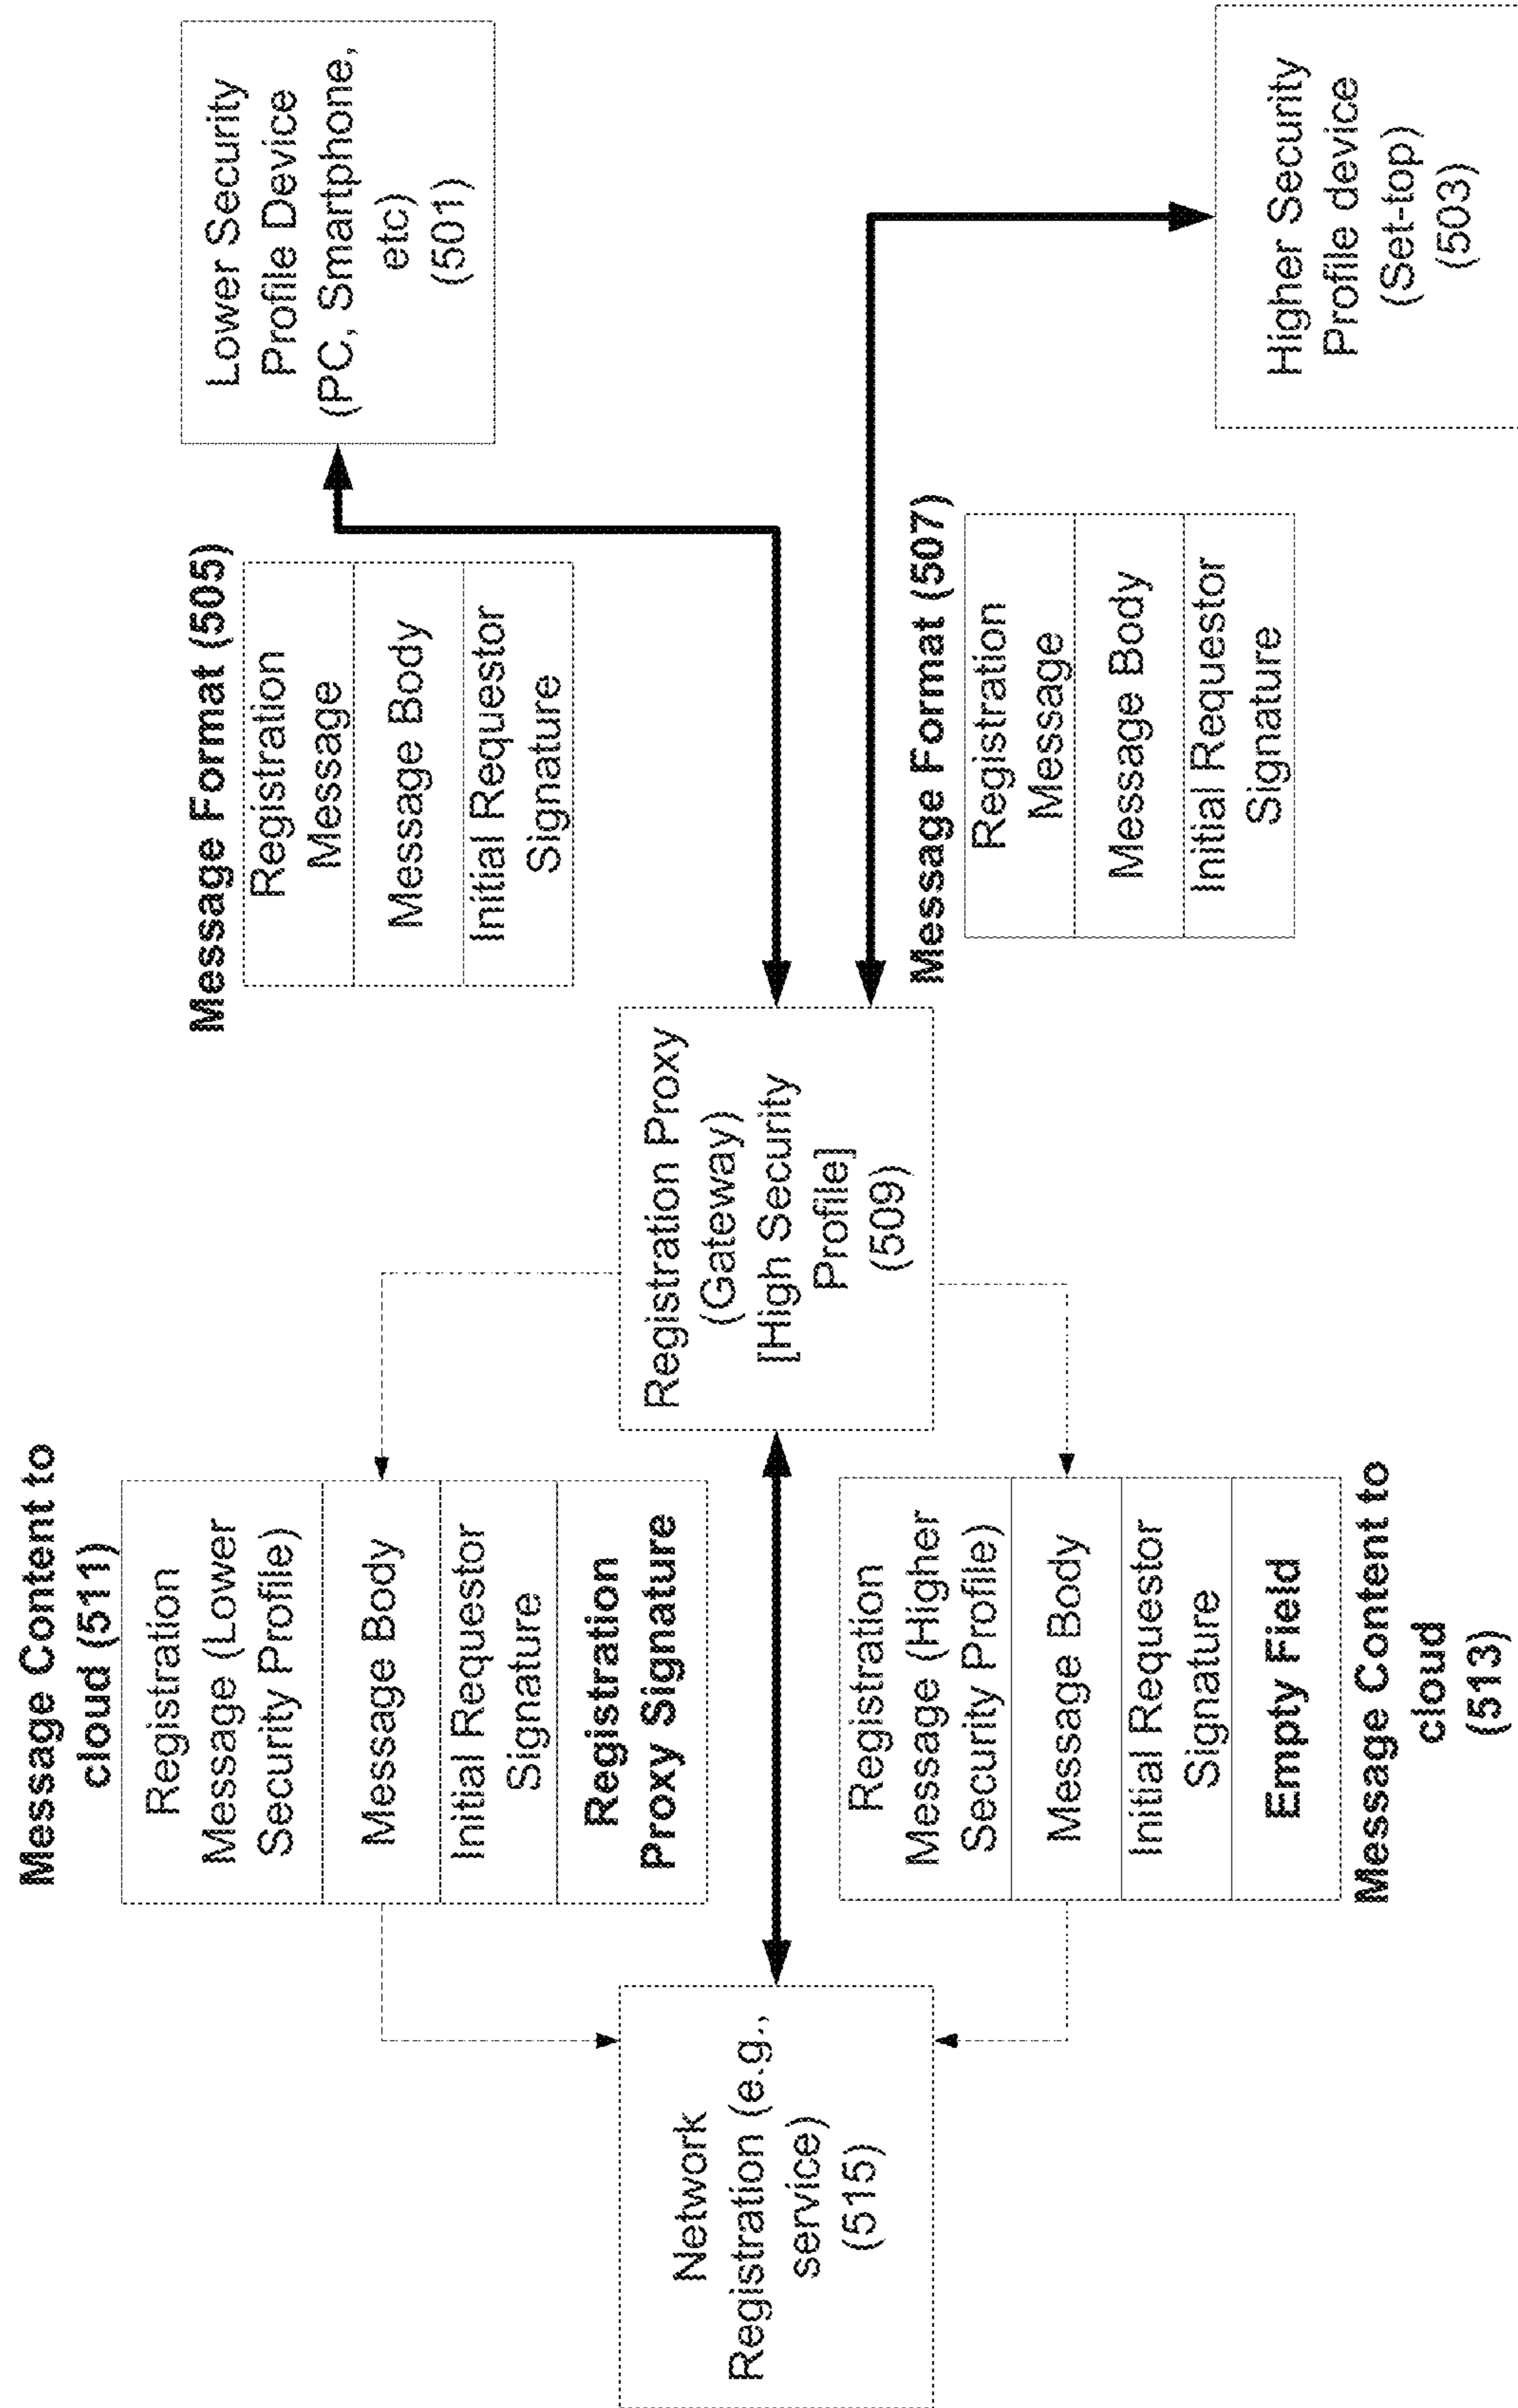 Message Content to
cloud (511)
Registration
Message (Lower
Security Profile)
Message Body
Initial Requestor
Signature
Registration
Proxy Signature
Network
Registration (e.g.,
service)
(515)
Registration
Message (Higher
Security Profile)
Message Body
Initial Requestor
Signature
Empty Field
Message Content to
cloud
(513)
Registration Proxy
(Gateway)
[High Security
Profile]
(509)
Message Format (505)
Registration
Message
Message Body
Initial Requestor
Signature
Message Format (507)
Registration
Message
Message Body
Initial Requestor
Signature
Lower Security
Profile Device
(PC, Smartphone,
etc)
(501)
Higher Security
Profile device
(Set-top)
(503)